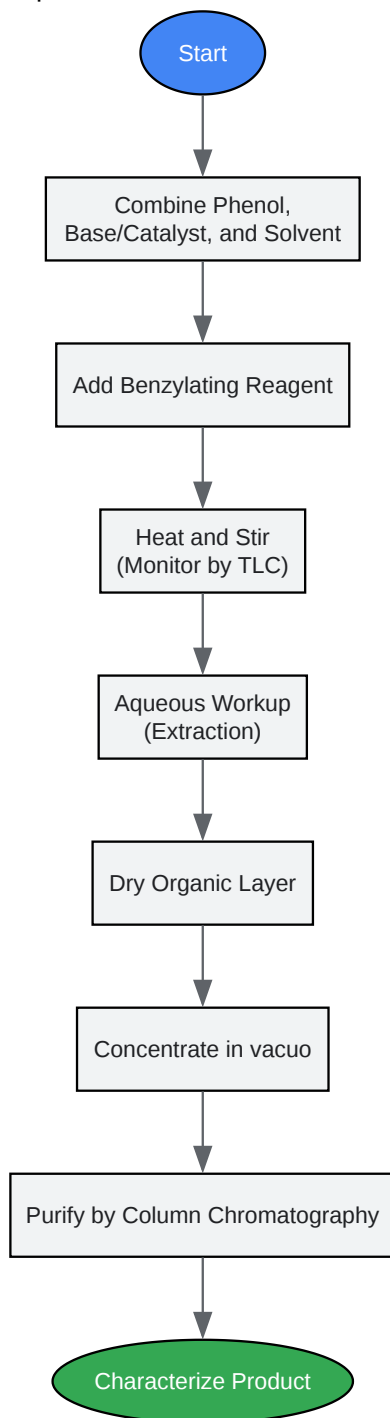 Start
Combine Phenol,
Base/Catalyst, and Solvent
Add Benzylating Reagent
Heat and Stir
(Monitor by TLC)
Aqueous Workup
(Extraction)
Dry Organic Layer
Concentrate in vacuo
Purify by Column Chromatography
Characterize Product